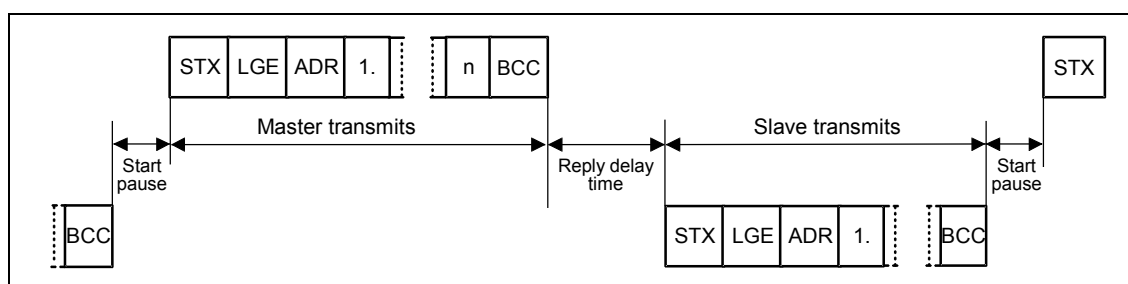 STX LGE ADR 1. n BCC STX
Master transmits Slave transmits
Start
pause
Reply delay
time
Start
pause
BCC STX LGE ADR 1. BCC